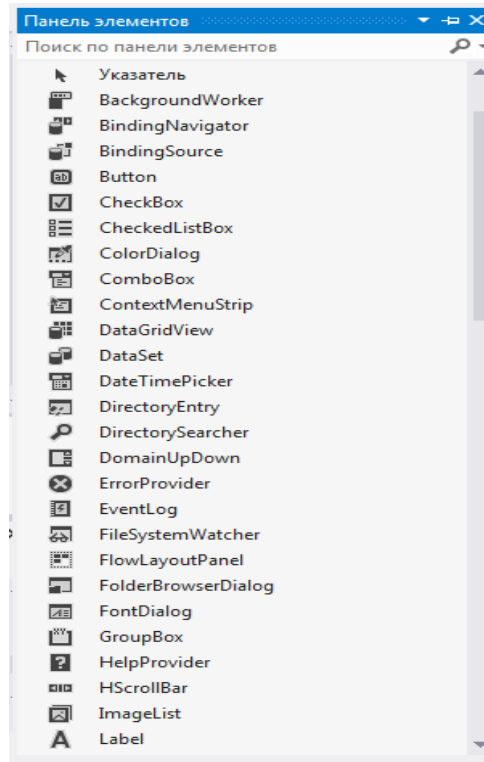 Панель элементов
Поиск по панели элементов
Указатель
BackgroundWorker
BindingNavigator
BindingSource
Button
CheckBox
CheckedListBox
ColorDialog
ComboBox
ContextMenuStrip
DataGridView
DataSet
DateTimePicker
DirectoryEntry
DirectorySearcher
DomainUpDown
ErrorProvider
EventLog
FileSystemWatcher
FlowLayoutPanel
FolderBrowserDialog
FontDialog
GroupBox
HelpProvider
HScrollBar
ImageList
Label